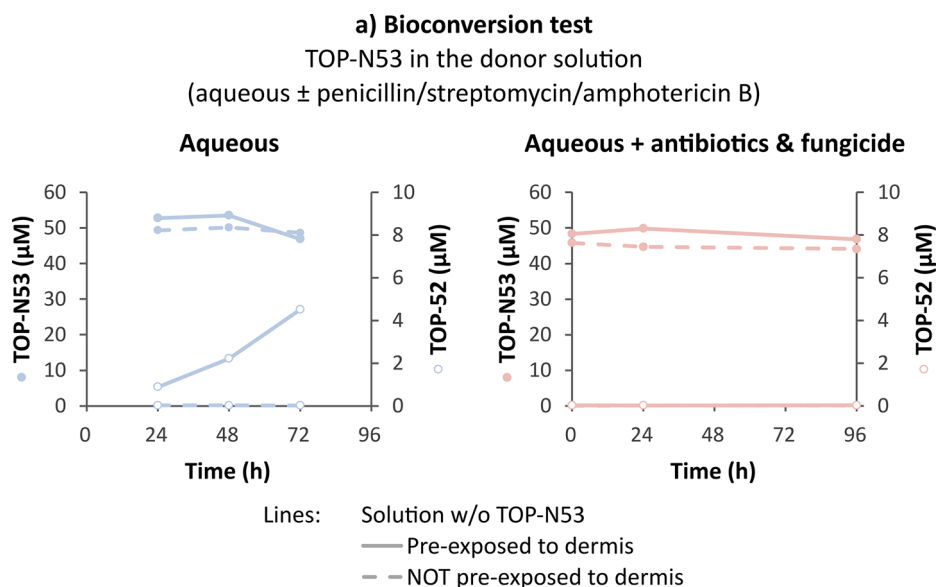 a) Bioconversion test
TOP-N53 in the donor solution
(aqueous ± penicillin/streptomycin/amphotericin B)
Aqueous
60
50
40
30
20
10
0
TOP-N53 (µM)
10
8
6
4
2
0
TOP-52 (µM)
0 24 48 72 96
Time (h)
Aqueous + antibiotics & fungicide
60
50
40
30
20
10
0
TOP-N53 (µM)
10
8
6
4
2
0
TOP-52 (µM)
0 24 48 72 96
Time (h)
Lines: Solution w/o TOP-N53
Pre-exposed to dermis
NOT pre-exposed to dermis